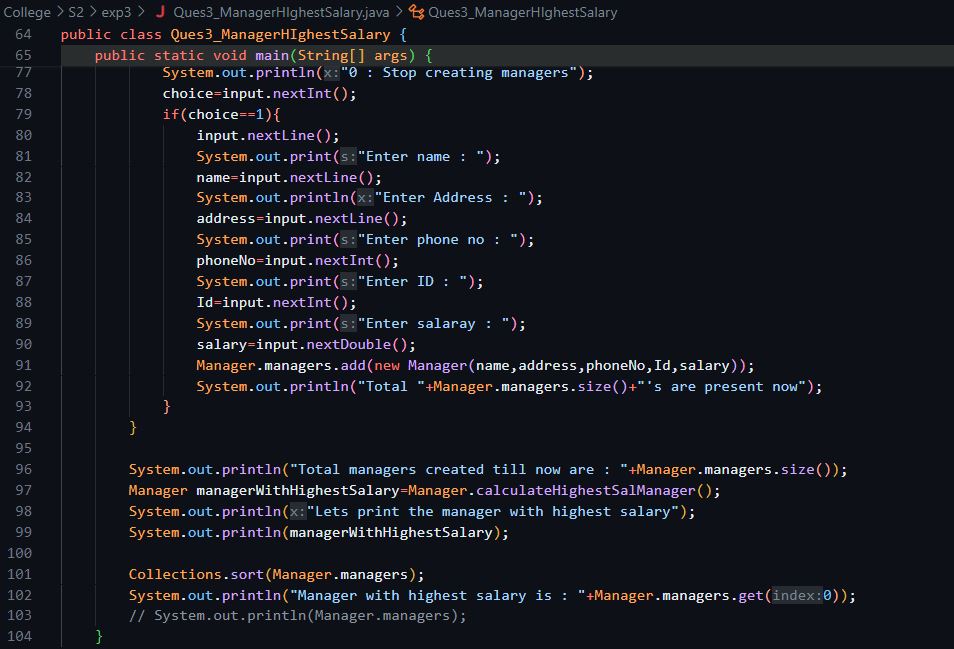 College > S2 > exp3 > J Ques3_ManagerHIghestSalary.java > Ques3_ManagerHIghestSalary
64 public class Ques3_ManagerHIghestSalary {
65 public static void main(String[] args) {
77 System.out.println(x:"0 : Stop creating managers");
78 choice=input.nextInt();
79 if(choice==1){
80 input.nextLine();
81 System.out.print(s:"Enter name : ");
82 name=input.nextLine();
83 System.out.println(x:"Enter Address : ");
84 address=input.nextLine();
85 System.out.print(s:"Enter phone no : ");
86 phoneNo=input.nextInt();
87 System.out.print(s:"Enter ID : ");
88 Id=input.nextInt();
89 System.out.print(s:"Enter salaray : ");
90 salary=input.nextDouble();
91 Manager.managers.add(new Manager(name,address,phoneNo,Id,salary));
92 System.out.println("Total "+Manager.managers.size()+"'s are present now");
93 }
94 }
95
96 System.out.println("Total managers created till now are : "+Manager.managers.size());
97 Manager managerWithHighestSalary=Manager.calculateHighestSalManager();
98 System.out.println(x:"Lets print the manager with highest salary");
99 System.out.println(managerWithHighestSalary);
100
101 Collections.sort(Manager.managers);
102 System.out.println("Manager with highest salary is : "+Manager.managers.get(index:0));
103 // System.out.println(Manager.managers);
104 }